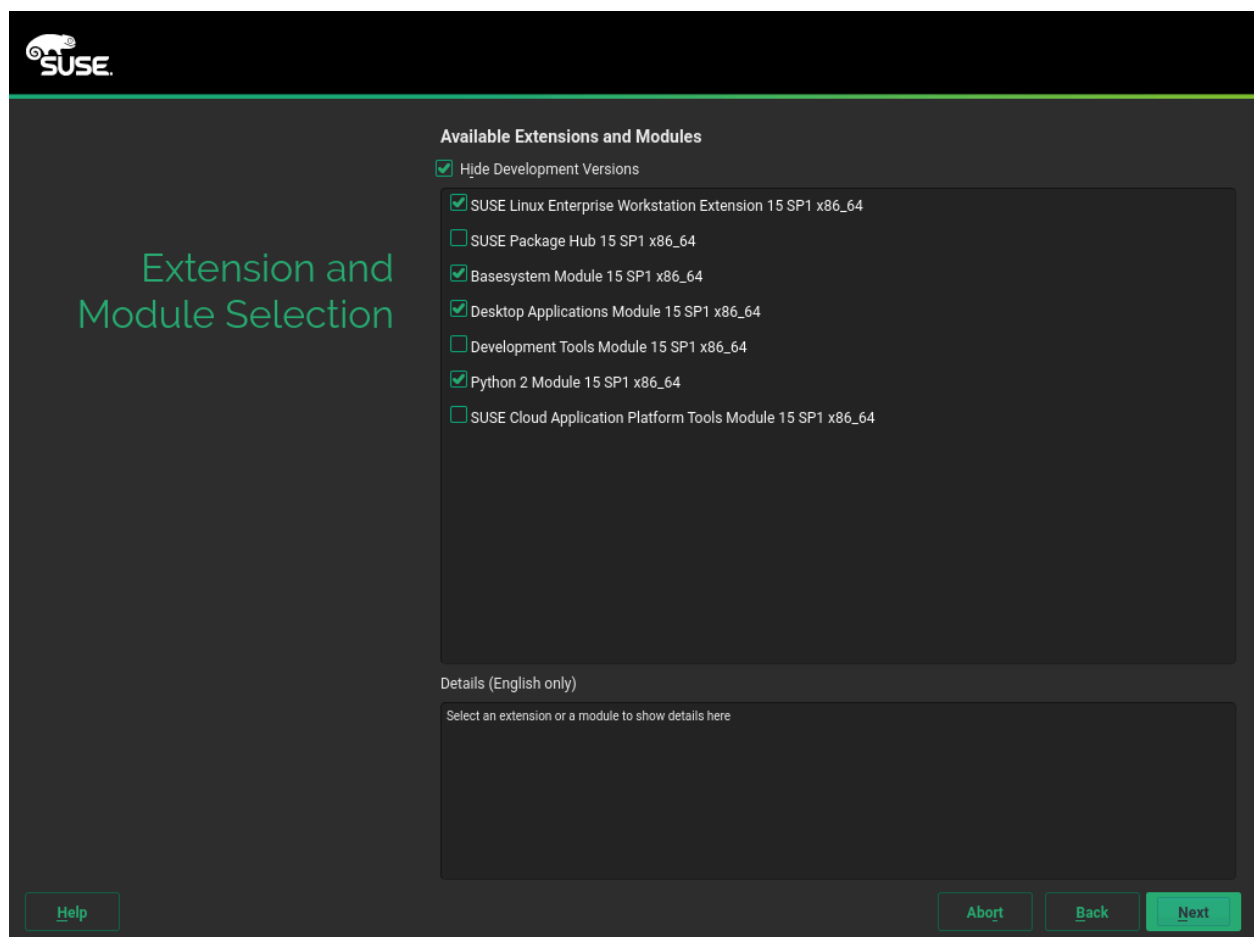 SUSE.
Available Extensions and Modules
Hide Development Versions
Extension and
Module Selection
SUSE Linux Enterprise Workstation Extension 15 SP1 x86_64
SUSE Package Hub 15 SP1 x86_64
Basesystem Module 15 SP1 x86_64
Desktop Applications Module 15 SP1 x86_64
Development Tools Module 15 SP1 x86_64
Python 2 Module 15 SP1 x86_64
SUSE Cloud Application Platform Tools Module 15 SP1 x86_64
Details (English only)
Select an extension or a module to show details here
Help
Abort
Back
Next